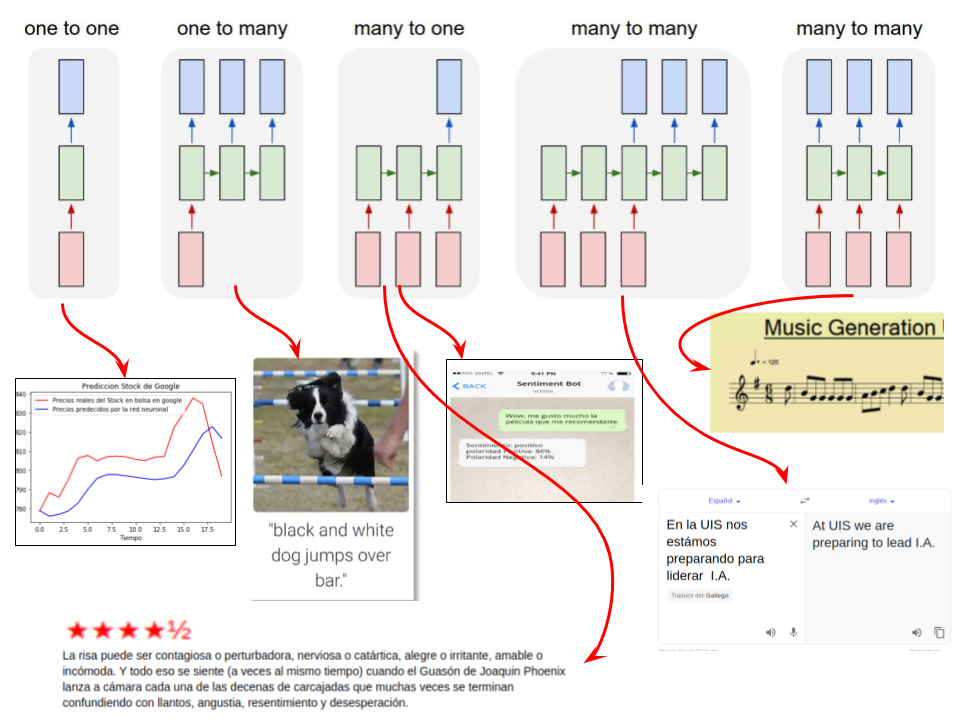 one to one
one to many
many to one
many to many
many to many
Music Generation
= 120
Prediccion Stock de Google
Precios reales del Stock en bolsa en google
Precios predecidos por la red neuronal
840
830
820
810
800
790
780
0.0 2.5 5.0 7.5 10.0 12.5 15.0 17.5
Tiempo
"black and white
dog jumps over
bar."
ENTEL 5:41 PM 77 %
BACK
Sentiment Bot
online
Wow, me gusto mucho la
pelicula que me recomendaste
Sentimiento: positivo
polaridad Positiva: 86%
Polaridad Negativa: 14%
Español
Inglés
En la UIS nos
estámos
preparando para
liderar I.A.
Traducir del: Gallego
At UIS we are
preparing to lead I.A.
★★★★½
La risa puede ser contagiosa o perturbadora, nerviosa o catártica, alegre o irritante, amable o
incómoda. Y todo eso se siente (a veces al mismo tiempo) cuando el Guasón de Joaquin Phoenix
lanza a cámara cada una de las decenas de carcajadas que muchas veces se terminan
confundiendo con llantos, angustia, resentimiento y desesperación.